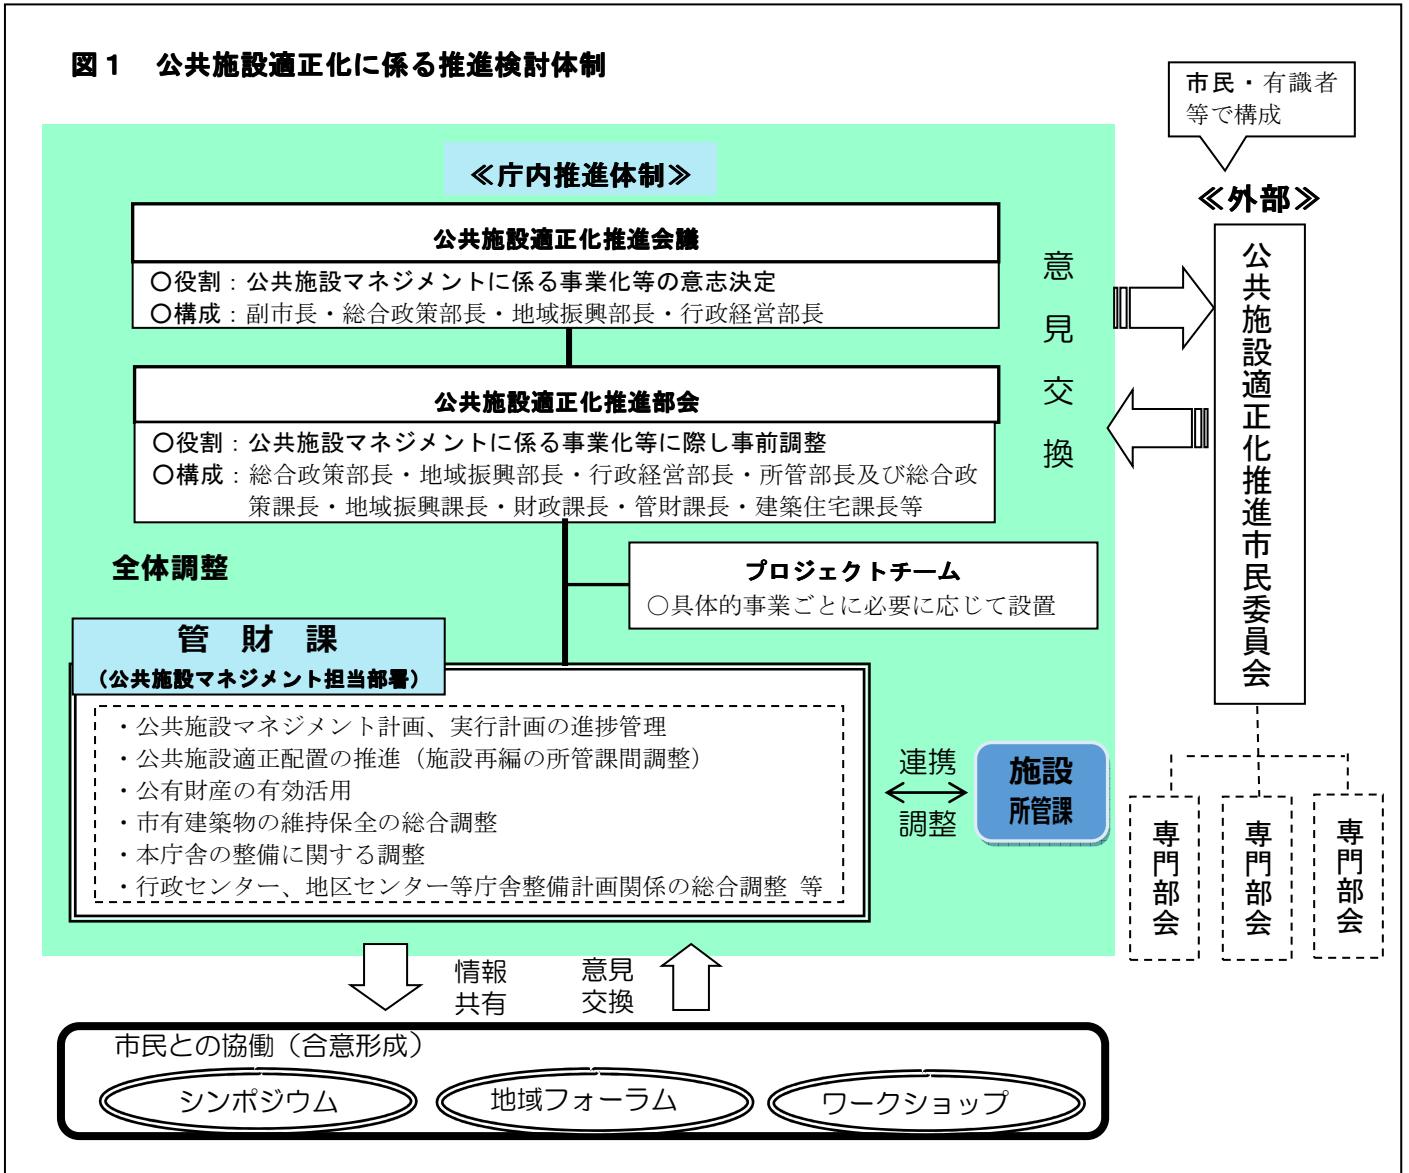 図１　公共施設適正化に係る推進検討体制
市民・有識者
等で構成
≪庁内推進体制≫
≪外部≫
公共施設適正化推進会議
〇役割：公共施設マネジメントに係る事業化等の意志決定
〇構成：副市長・総合政策部長・地域振興部長・行政経営部長
意見交換
公共施設適正化推進市民委員会
公共施設適正化推進部会
〇役割：公共施設マネジメントに係る事業化等に際し事前調整
〇構成：総合政策部長・地域振興部長・行政経営部長・所管部長及び総合政
策課長・地域振興課長・財政課長・管財課長・建築住宅課長等
全体調整
プロジェクトチーム
〇具体的事業ごとに必要に応じて設置
管　財　課
（公共施設マネジメント担当部署）
・公共施設マネジメント計画、実行計画の進捗管理
・公共施設適正配置の推進（施設再編の所管課間調整）
・公有財産の有効活用
・市有建築物の維持保全の総合調整
・本庁舎の整備に関する調整
・行政センター、地区センター等庁舎整備計画関係の総合調整 等
連携
調整
施設
所管課
専門部会
専門部会
専門部会
情報
共有
意見
交換
市民との協働（合意形成）
シンポジウム
地域フォーラム
ワークショップ